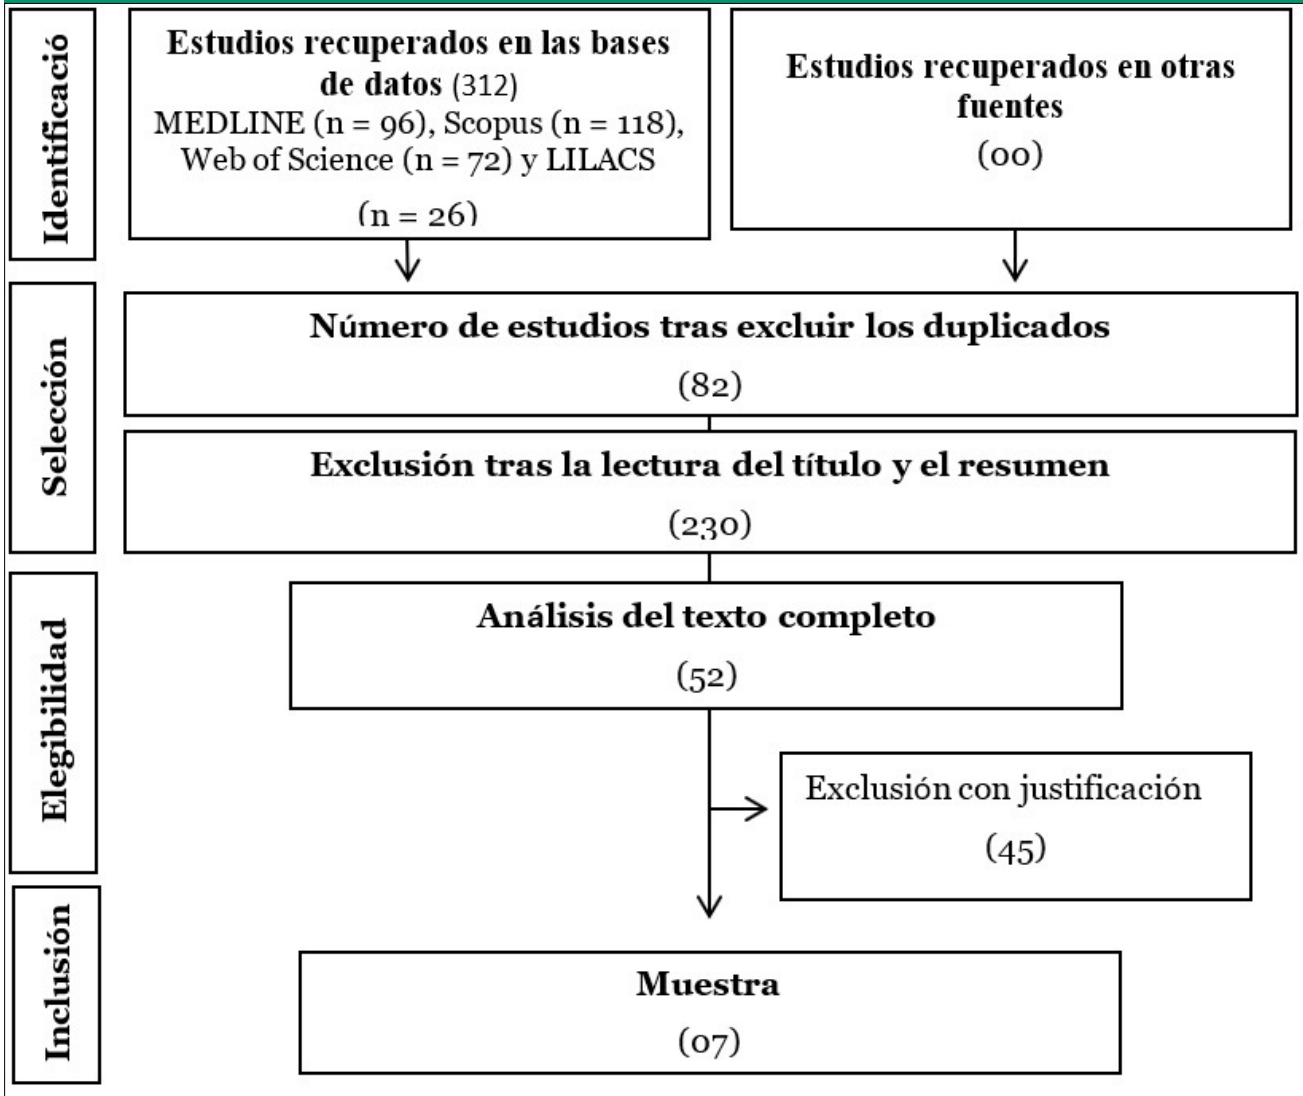 Identificació
Estudios recuperados en las bases
de datos (312)
MEDLINE (n = 96), Scopus (n = 118),
Web of Science (n = 72) y LILACS
(n = 26)
Estudios recuperados en otras
fuentes
(00)
Selección
Número de estudios tras excluir los duplicados
(82)
Exclusión tras la lectura del título y el resumen
(230)
Elegibilidad
Análisis del texto completo
(52)
Exclusión con justificación
(45)
Inclusión
Muestra
(07)